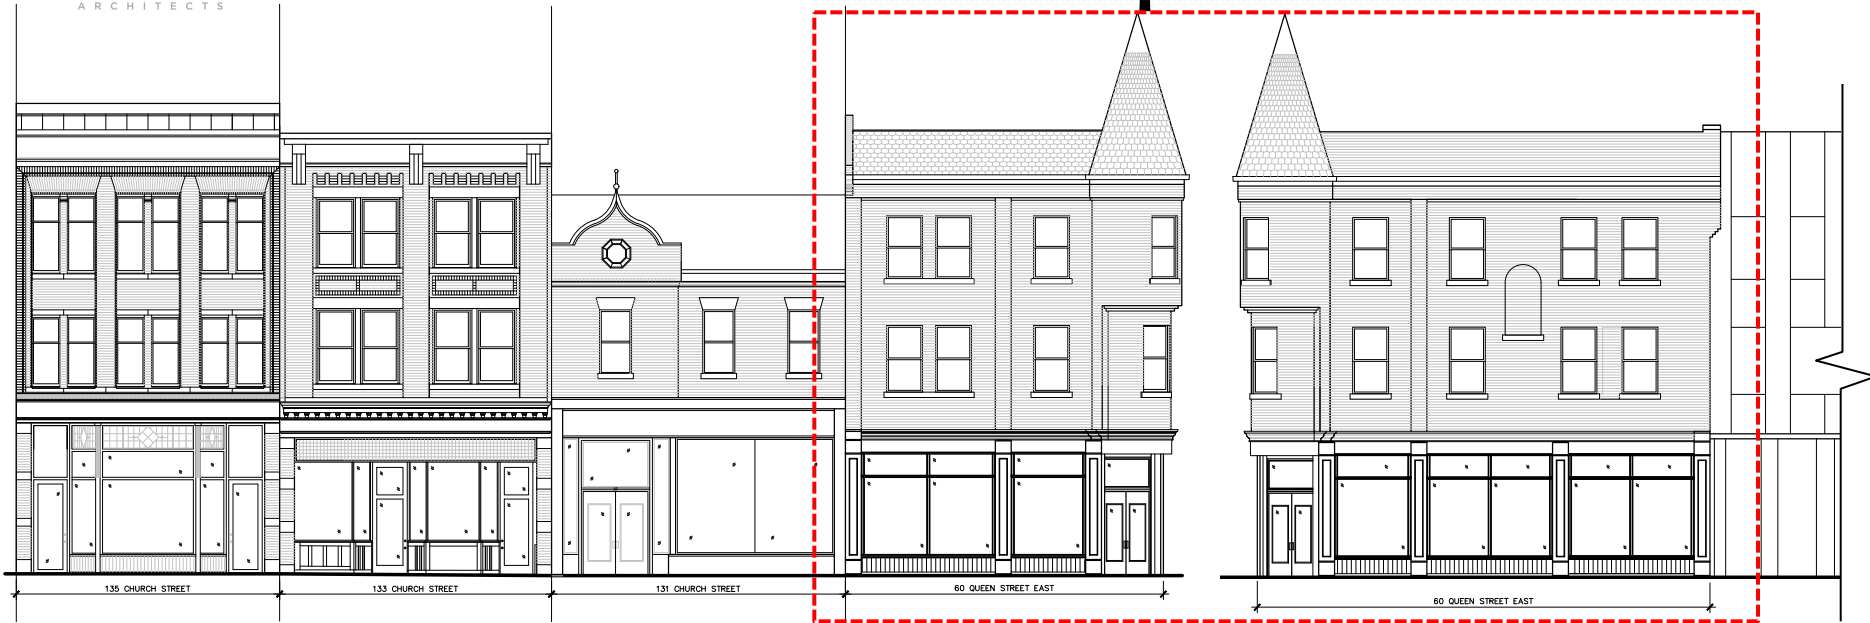 ARCHITECTS
135 CHURCH STREET
133 CHURCH STREET
131 CHURCH STREET
60 QUEEN STREET EAST
60 QUEEN STREET EAST